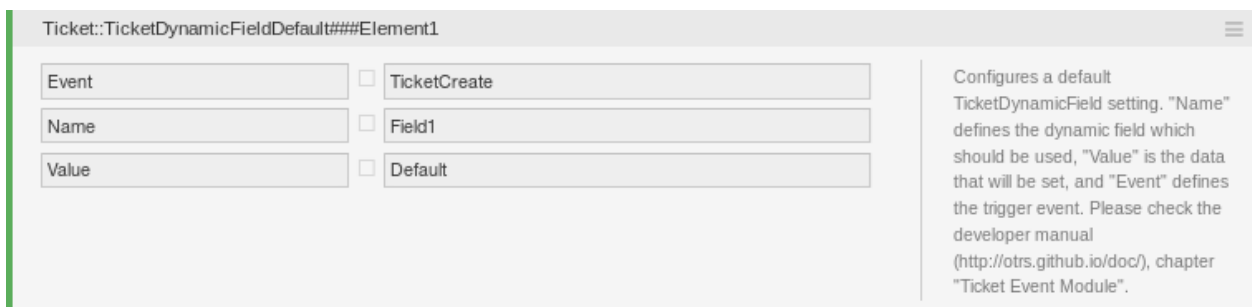 Ticket::TicketDynamicFieldDefault###Element1
Event TicketCreate
Name Field1
Value Default
Configures a default
TicketDynamicField setting. "Name"
defines the dynamic field which
should be used, "Value" is the data
that will be set, and "Event" defines
the trigger event. Please check the
developer manual
(http://otrs.github.io/doc/), chapter
"Ticket Event Module".